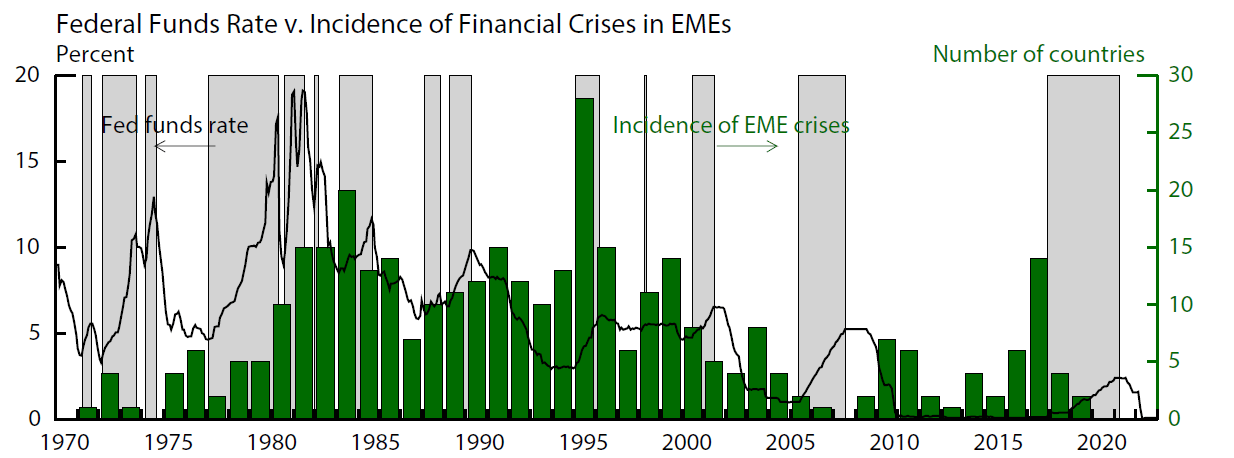 Federal Funds Rate v. Incidence of Financial Crises in EMEs
Percent
Number of countries
20
30
Fed funds rate
Incidence of EME crises
25
15
20
10
15
10
5
5
0
0
1970 1975 1980 1985 1990 1995 2000 2005 2010 2015 2020